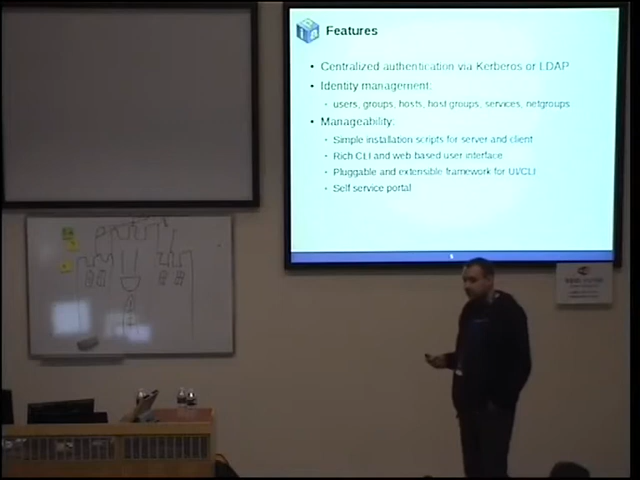 Features
• Centralized authentication via Kerberos or LDAP
• Identity management:
• users, groups, hosts, host groups, services, netgroups
• Manageability:
• Simple installation scripts for server and client
• Rich CLI and web based user interface
• Pluggable and extensible framework for UI/CLI
• Self service portal